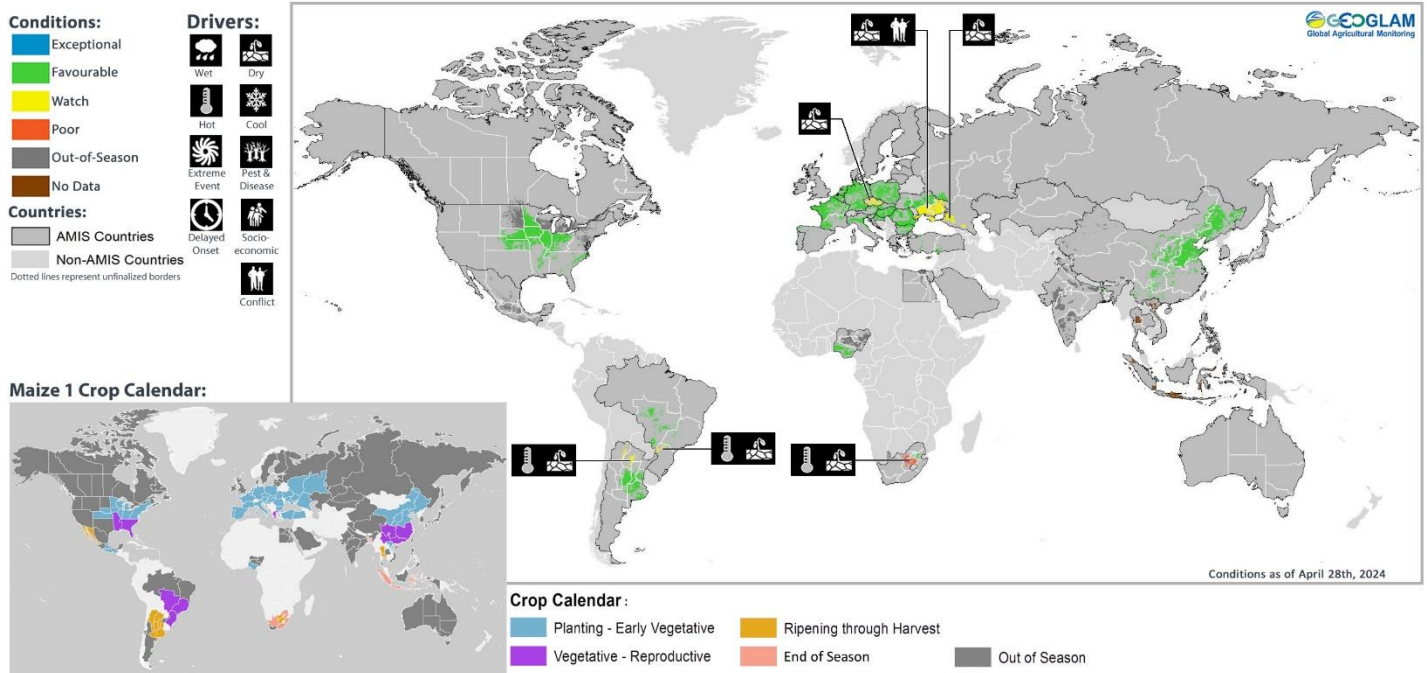 Conditions:
Exceptional
Favourable
Watch
Poor
Out-of-Season
No Data
Countries:
AMIS Countries
Non-AMIS Countries
Dotted lines represent unfinalized borders
Drivers:
Wet
Dry
Hot
Cool
Extreme Event
Pest & Disease
Delayed Onset
Socio-economic
Conflict
GEOGLAM
Global Agricultural Monitoring
Conditions as of April 28th, 2024
Maize 1 Crop Calendar:
Crop Calendar :
Planting - Early Vegetative
Vegetative - Reproductive
Ripening through Harvest
End of Season
Out of Season